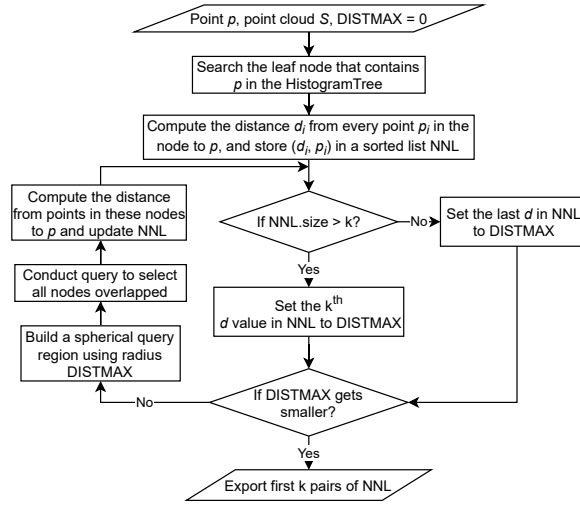 Point p, point cloud S, DISTMAX = 0
Search the leaf node that contains
p in the HistogramTree
Compute the distance dᵢ from every point pᵢ in the
node to p, and store (dᵢ, pᵢ) in a sorted list NNL
Compute the distance
from points in these nodes
to p and update NNL
If NNL.size > k?
No
Set the last d in NNL
to DISTMAX
Yes
Conduct query to select
all nodes overlapped
Set the kᵗʰ
d value in NNL to DISTMAX
Build a spherical query
region using radius
DISTMAX
If DISTMAX gets
smaller?
No
Yes
Export first k pairs of NNL